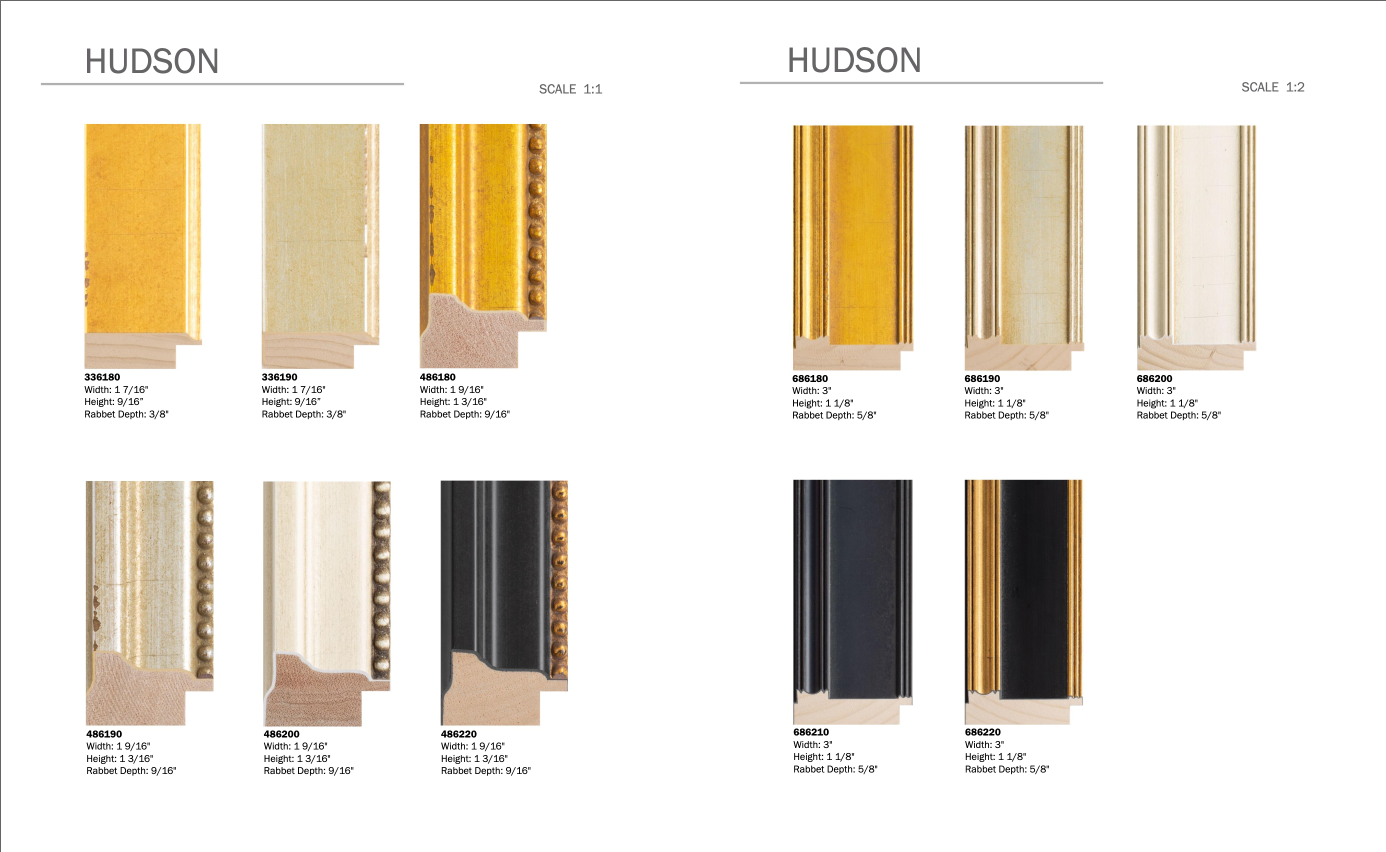 HUDSON
SCALE 1:1
336180
Width: 1 7/16"
Height: 9/16"
Rabbet Depth: 3/8"
336190
Width: 1 7/16"
Height: 9/16"
Rabbet Depth: 3/8"
486180
Width: 1 9/16"
Height: 1 3/16"
Rabbet Depth: 9/16"
486190
Width: 1 9/16"
Height: 1 3/16"
Rabbet Depth: 9/16"
486200
Width: 1 9/16"
Height: 1 3/16"
Rabbet Depth: 9/16"
486220
Width: 1 9/16"
Height: 1 3/16"
Rabbet Depth: 9/16"
HUDSON
SCALE 1:2
686180
Width: 3"
Height: 1 1/8"
Rabbet Depth: 5/8"
686190
Width: 3"
Height: 1 1/8"
Rabbet Depth: 5/8"
686200
Width: 3"
Height: 1 1/8"
Rabbet Depth: 5/8"
686210
Width: 3"
Height: 1 1/8"
Rabbet Depth: 5/8"
686220
Width: 3"
Height: 1 1/8"
Rabbet Depth: 5/8"